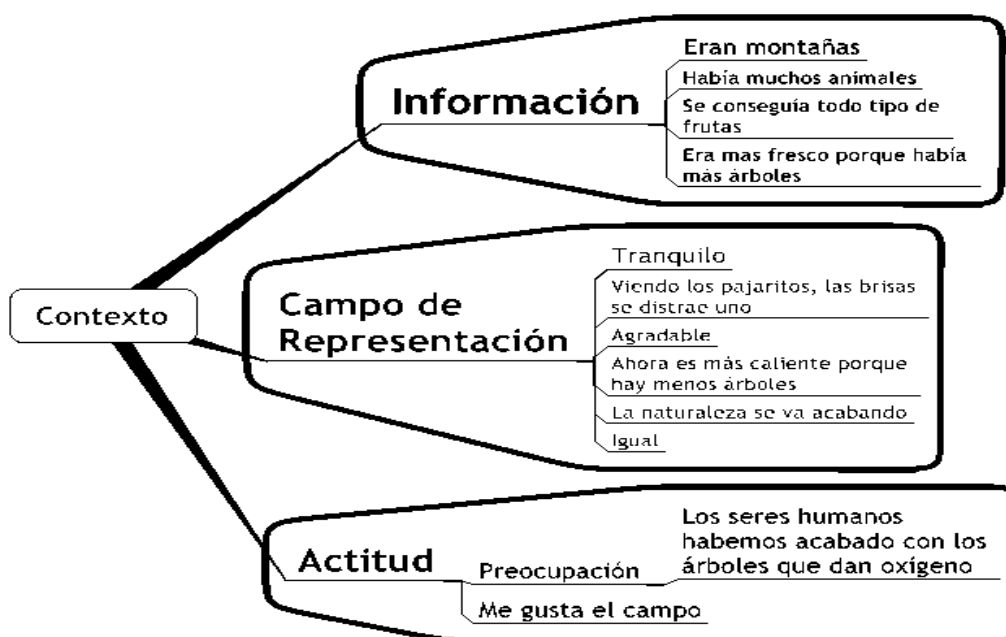 Contexto
Información
Eran montañas
Había muchos animales
Se conseguía todo tipo de
frutas
Era mas fresco porque había
más árboles
Campo de
Representación
Tranquilo
Viendo los pajaritos, las brisas
se distrae uno
Agradable
Ahora es más caliente porque
hay menos árboles
La naturaleza se va acabando
Igual
Actitud
Preocupación
Los seres humanos
habemos acabado con los
árboles que dan oxígeno
Me gusta el campo